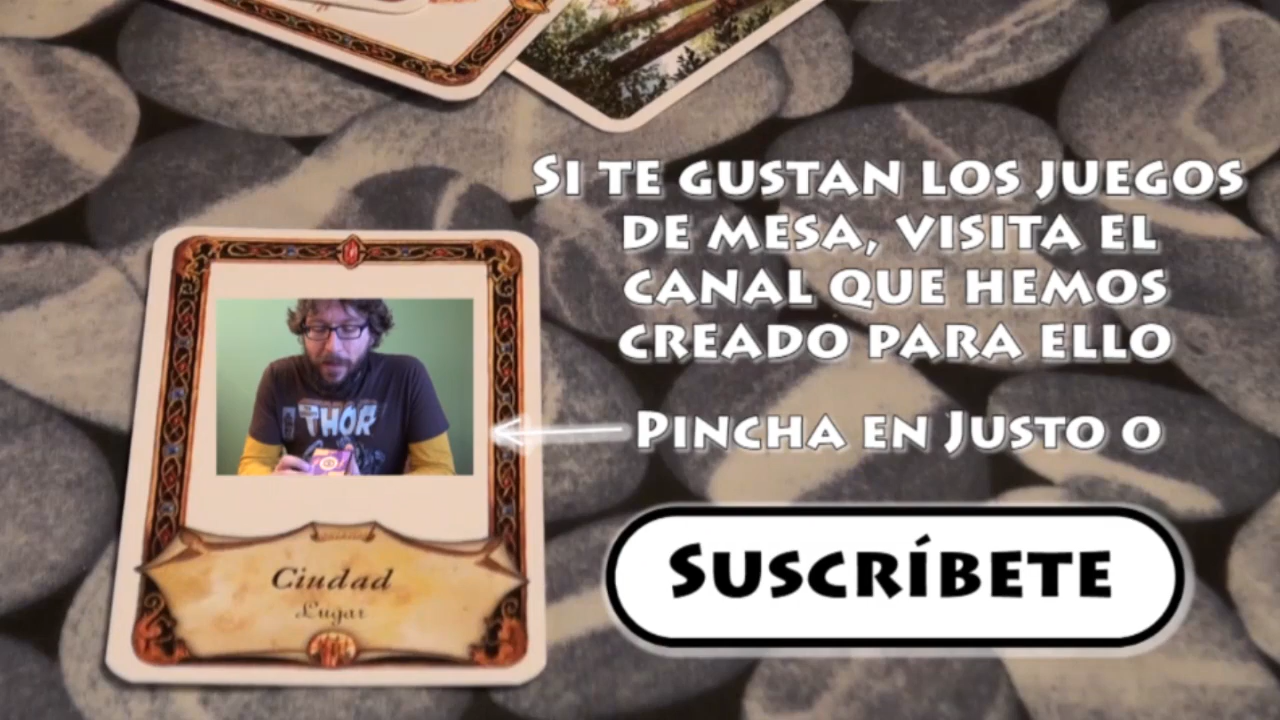 Si te gustan los juegos
de mesa, visita el
canal que hemos
creado para ello
Pincha en Justo o
Suscríbete
THOR
Ciudad
Lugar